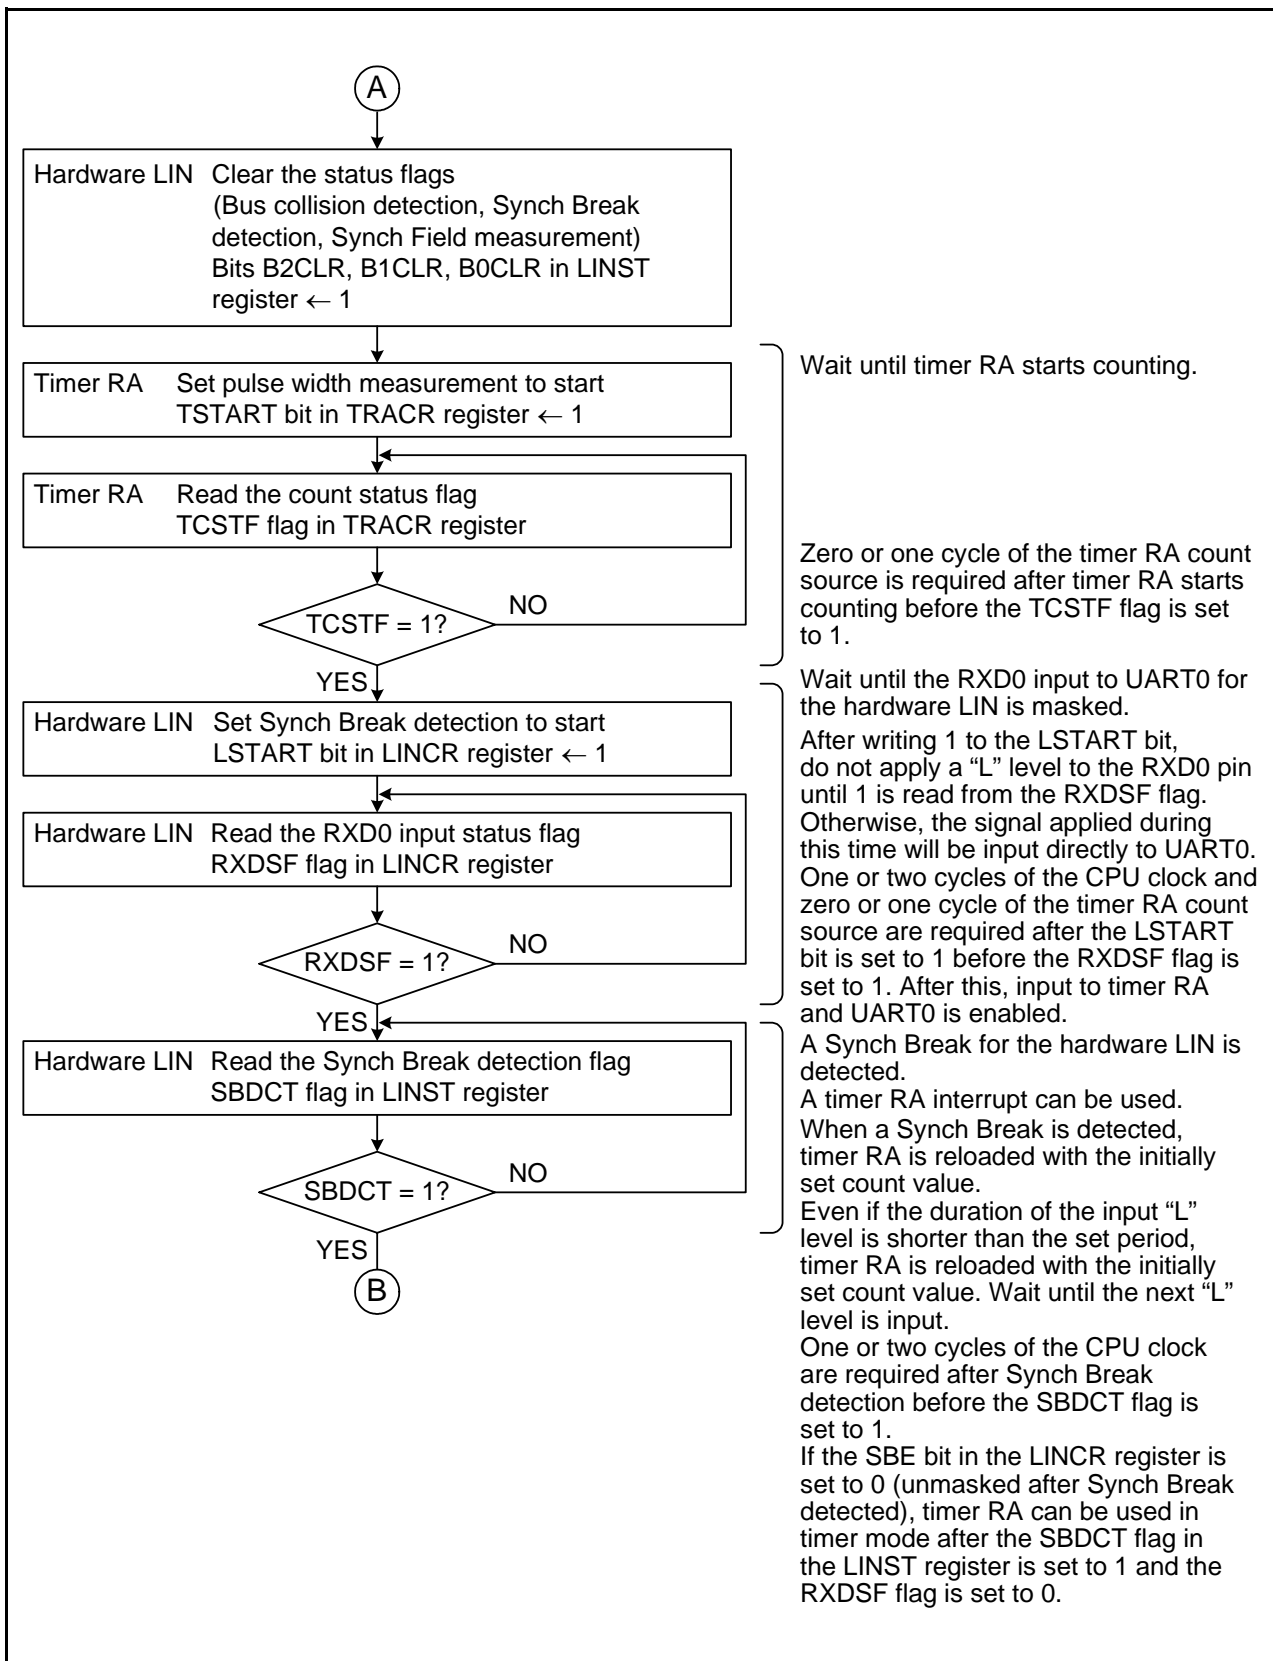 A
Hardware LIN Clear the status flags
(Bus collision detection, Synch Break
detection, Synch Field measurement)
Bits B2CLR, B1CLR, B0CLR in LINST
register ← 1
Timer RA Set pulse width measurement to start
TSTART bit in TRACR register ← 1
Wait until timer RA starts counting.
Timer RA Read the count status flag
TCSTF flag in TRACR register
TCSTF = 1?
NO
YES
Zero or one cycle of the timer RA count
source is required after timer RA starts
counting before the TCSTF flag is set
to 1.
Hardware LIN Set Synch Break detection to start
LSTART bit in LINCR register ← 1
Hardware LIN Read the RXD0 input status flag
RXDSF flag in LINCR register
RXDSF = 1?
NO
YES
Wait until the RXD0 input to UART0 for
the hardware LIN is masked.
After writing 1 to the LSTART bit,
do not apply a “L” level to the RXD0 pin
until 1 is read from the RXDSF flag.
Otherwise, the signal applied during
this time will be input directly to UART0.
One or two cycles of the CPU clock and
zero or one cycle of the timer RA count
source are required after the LSTART
bit is set to 1 before the RXDSF flag is
set to 1. After this, input to timer RA
and UART0 is enabled.
Hardware LIN Read the Synch Break detection flag
SBDCT flag in LINST register
SBDCT = 1?
NO
YES
B
A Synch Break for the hardware LIN is
detected.
A timer RA interrupt can be used.
When a Synch Break is detected,
timer RA is reloaded with the initially
set count value.
Even if the duration of the input “L”
level is shorter than the set period,
timer RA is reloaded with the initially
set count value. Wait until the next “L”
level is input.
One or two cycles of the CPU clock
are required after Synch Break
detection before the SBDCT flag is
set to 1.
If the SBE bit in the LINCR register is
set to 0 (unmasked after Synch Break
detected), timer RA can be used in
timer mode after the SBDCT flag in
the LINST register is set to 1 and the
RXDSF flag is set to 0.